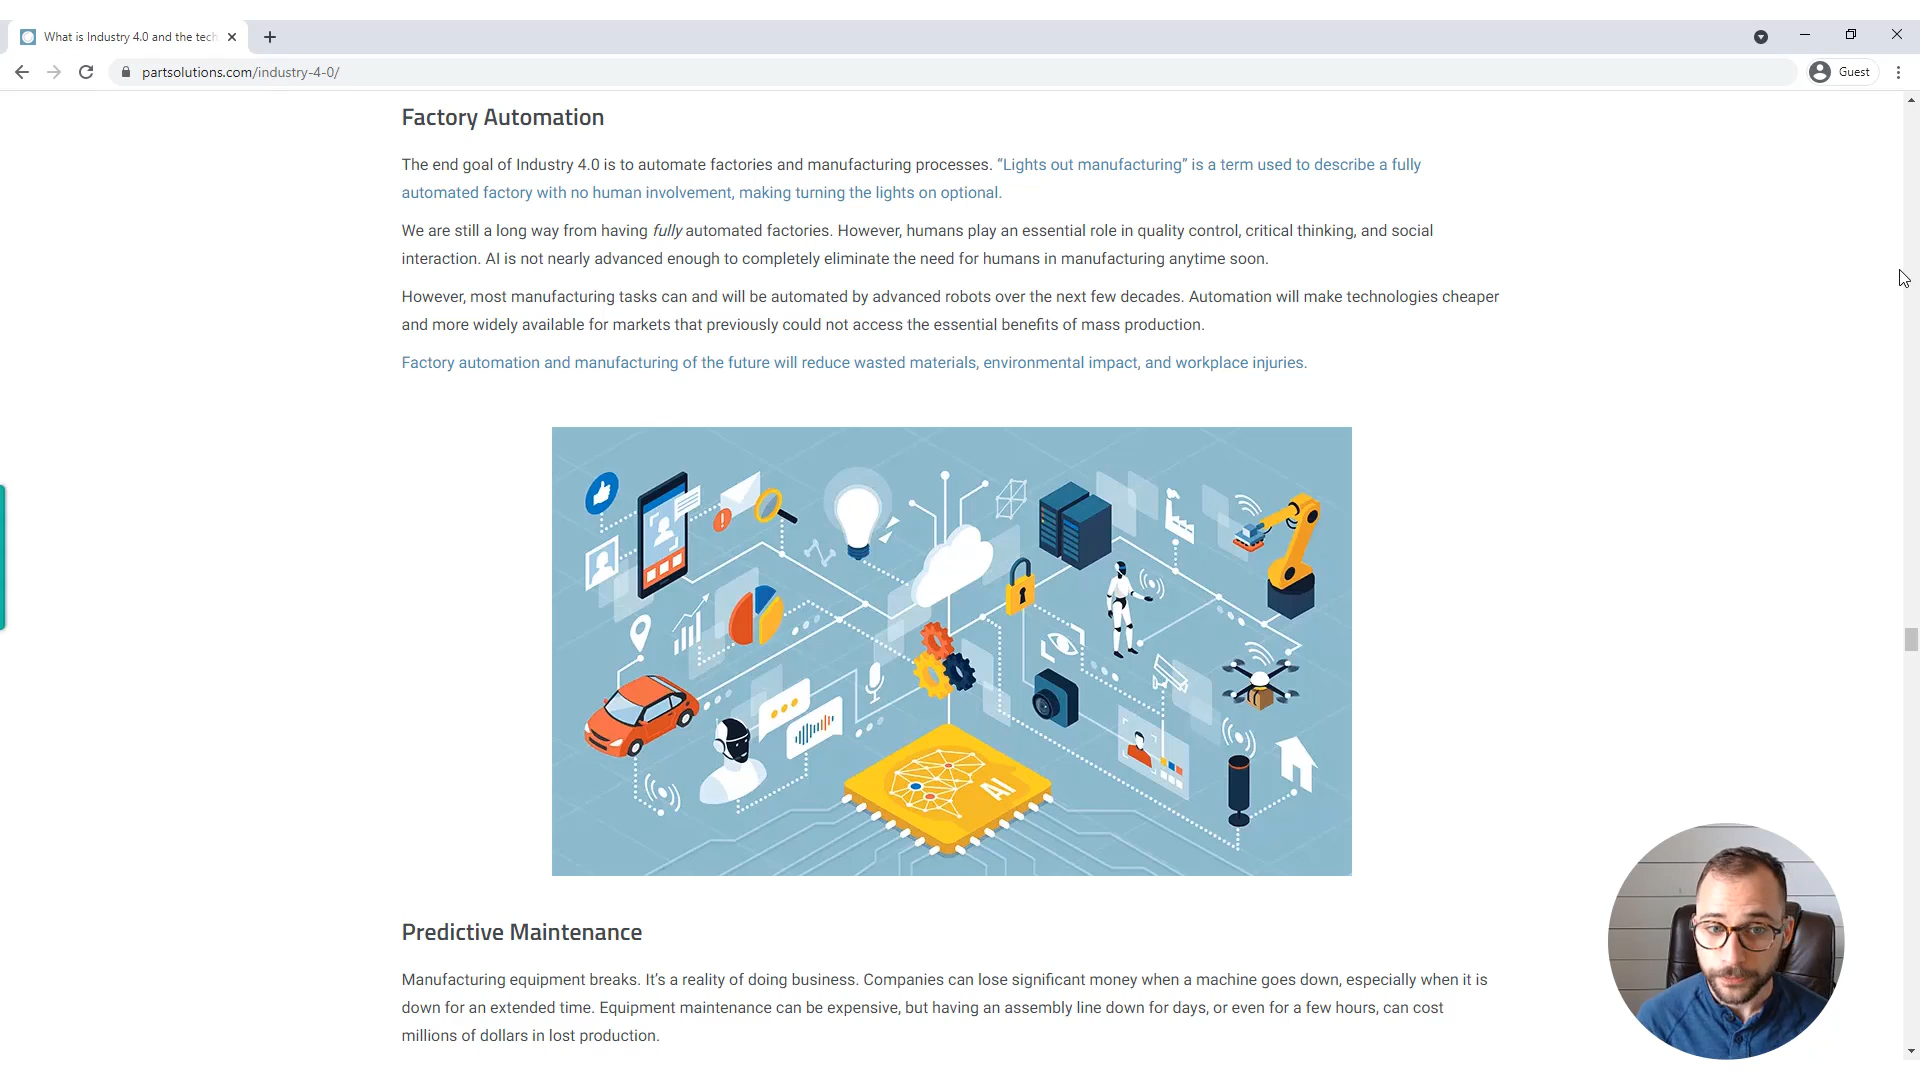 What is Industry 4.0 and the tech
partsolutions.com/industry-4-0/
Guest
Factory Automation
The end goal of Industry 4.0 is to automate factories and manufacturing processes. “Lights out manufacturing” is a term used to describe a fully
automated factory with no human involvement, making turning the lights on optional.
We are still a long way from having fully automated factories. However, humans play an essential role in quality control, critical thinking, and social
interaction. AI is not nearly advanced enough to completely eliminate the need for humans in manufacturing anytime soon.
However, most manufacturing tasks can and will be automated by advanced robots over the next few decades. Automation will make technologies cheaper
and more widely available for markets that previously could not access the essential benefits of mass production.
Factory automation and manufacturing of the future will reduce wasted materials, environmental impact, and workplace injuries.
AI
Predictive Maintenance
Manufacturing equipment breaks. It’s a reality of doing business. Companies can lose significant money when a machine goes down, especially when it is
down for an extended time. Equipment maintenance can be expensive, but having an assembly line down for days, or even for a few hours, can cost
millions of dollars in lost production.